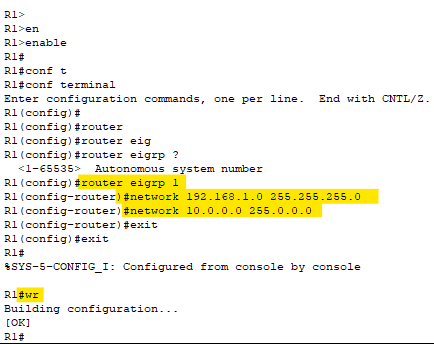 R1>
R1>en
R1>enable
R1#
R1#conf t
R1#conf terminal
Enter configuration commands, one per line.  End with CNTL/Z.
R1(config)#
R1(config)#router
R1(config)#router eig
R1(config)#router eigrp ?
  <1-65535>  Autonomous system number
R1(config)#router eigrp 1
R1(config-router)#network 192.168.1.0 255.255.255.0
R1(config-router)#network 10.0.0.0 255.0.0.0
R1(config-router)#exit
R1(config)#exit
R1#
%SYS-5-CONFIG_I: Configured from console by console

R1#wr
Building configuration...
[OK]
R1#